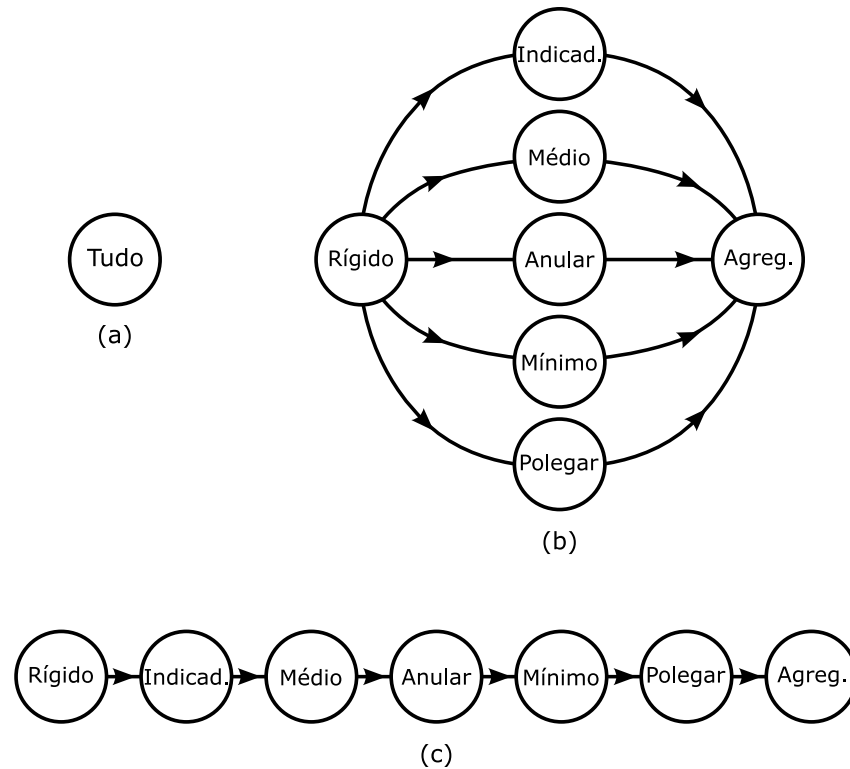 Indicad.
Médio
Tudo
Rígido
Anular
Agreg.
(a)
Mínimo
Polegar
(b)
Rígido Indicad. Médio Anular Mínimo Polegar Agreg.
(c)